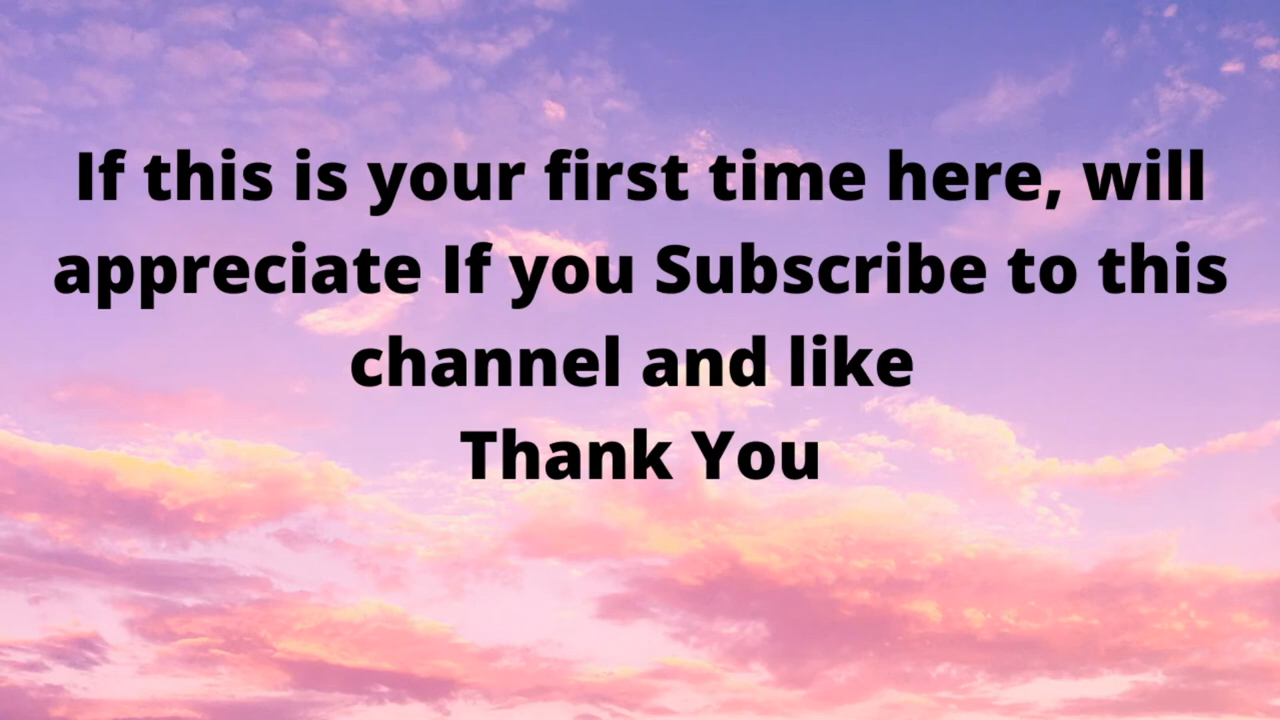 If this is your first time here, will
appreciate If you Subscribe to this
channel and like
Thank You